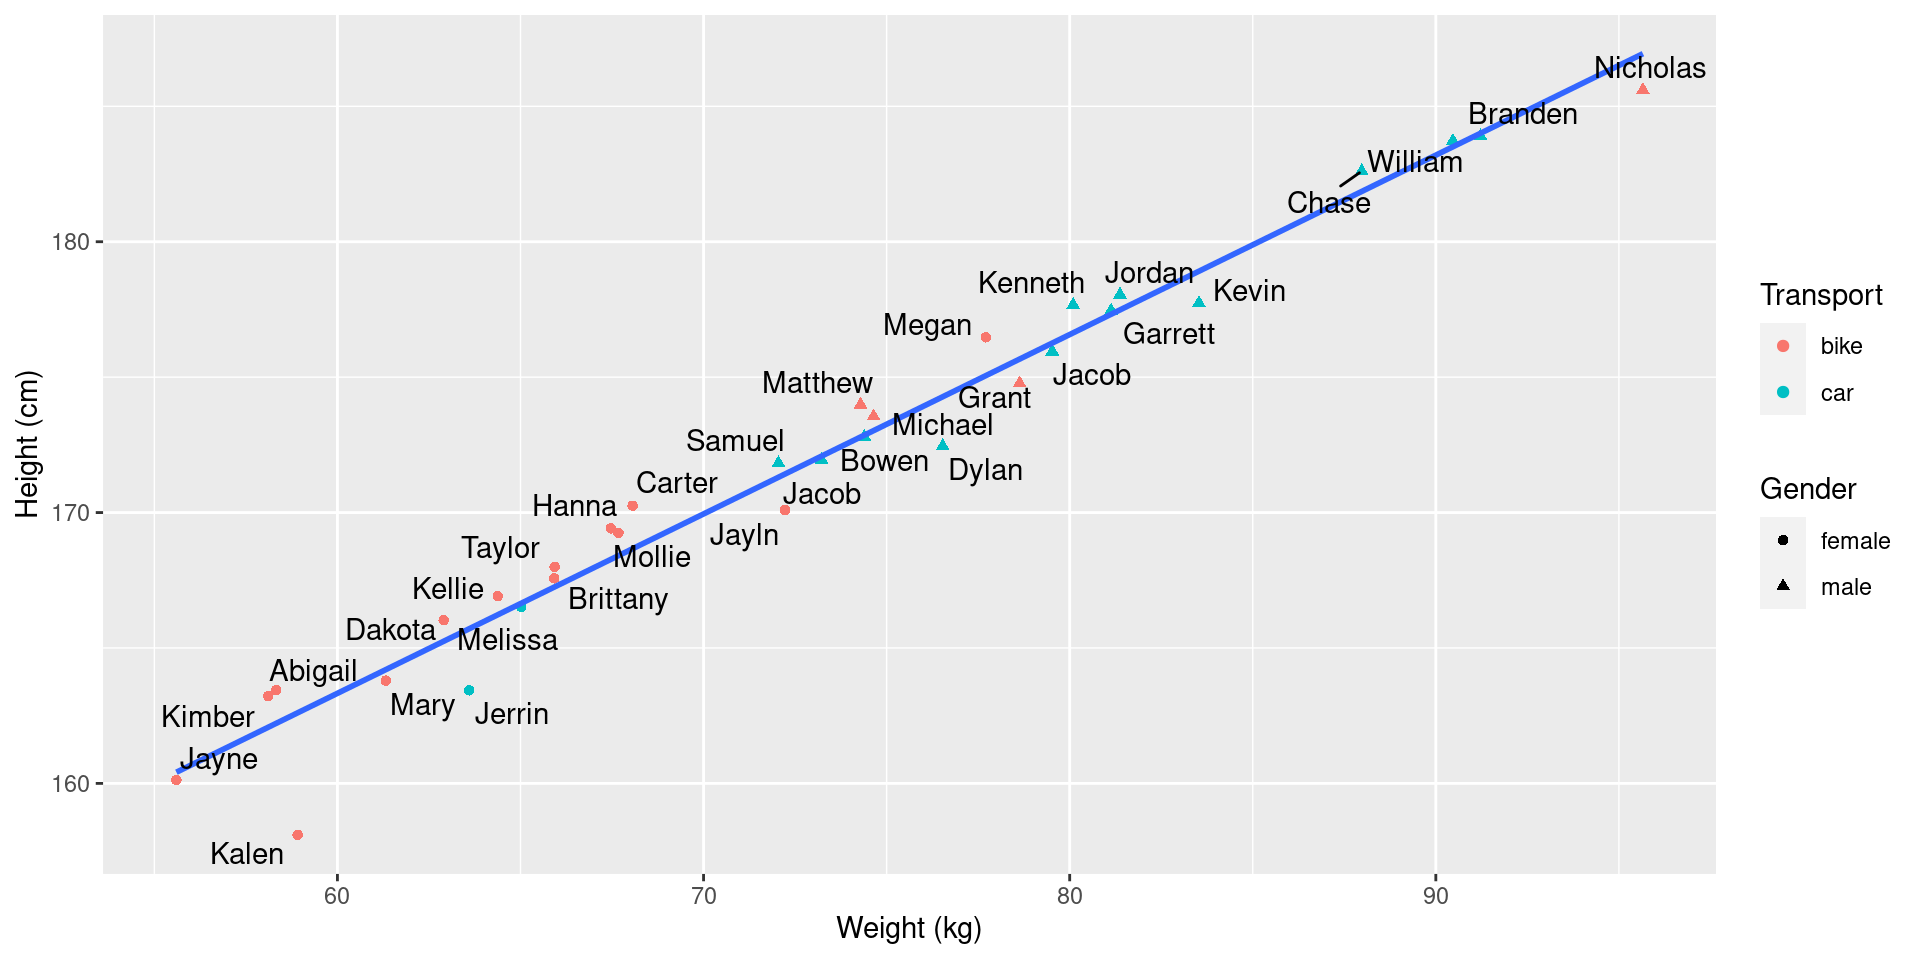 Nicholas
Branden
William
Chase
180
Kenneth
Jordan
Kevin
Megan
Garrett
Transport
bike
car
Matthew
Jacob
Grant
Samuel
Michael
Bowen
Dylan
Height (cm)
Carter
Hanna
Jacob
170
Jayln
Taylor
Mollie
Kellie
Brittany
Dakota
Melissa
Gender
female
male
Abigail
Mary
Jerrin
Kimber
Jayne
160
Kalen
60
70
80
90
Weight (kg)